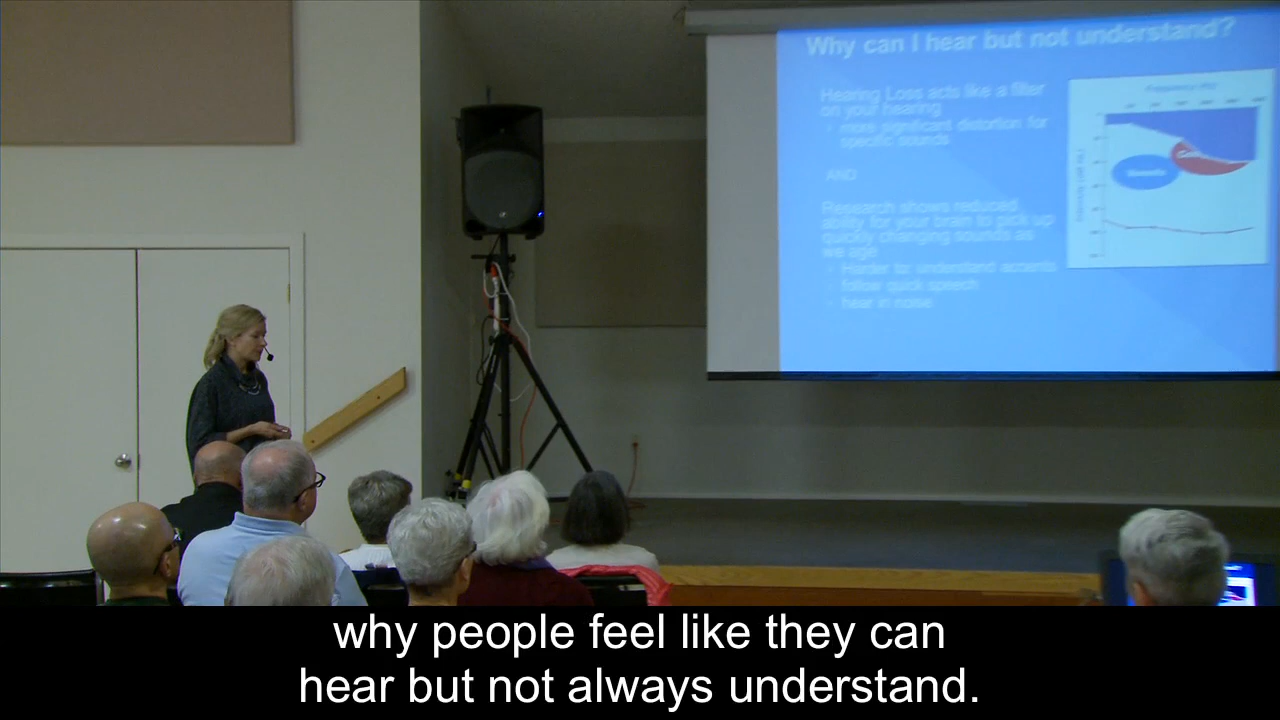 Why can I hear but not understand?
Hearing Loss acts like a filter
on your hearing
more significant distortion for
specific sounds
AND
Research shows reduced
ability for your brain to pick up
quickly changing sounds as
we age
Harder to understand accents
follow quick speech
hear in noise
why people feel like they can
hear but not always understand.